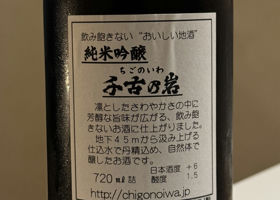 飲み飽きない“おいしい地酒”
純米吟醸
ちごのいわ
千古乃岩
凛としたさわやかさの中に
芳醇な旨味が広がる、飲み飽
きないお酒に仕上がりました。
地下45mから汲み上げる
仕込水で丹精込め、自然体で
醸したお酒です。
日本酒度 +6
720㎖詰 酸度 1.5
http://chigonoiwa.jp/